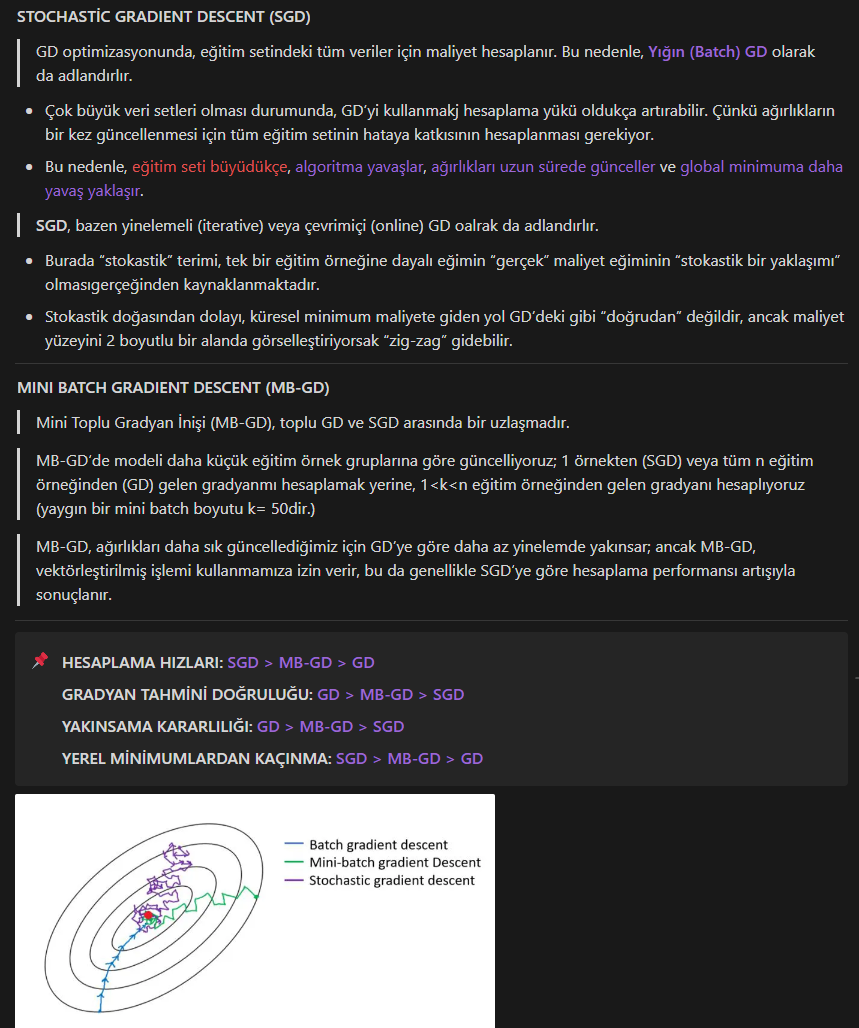 STOCHASTİC GRADIENT DESCENT (SGD)
GD optimizasyonunda, eğitim setindeki tüm veriler için maliyet hesaplanır. Bu nedenle, Yığın (Batch) GD olarak
da adlandırlır.
Çok büyük veri setleri olması durumunda, GD’yi kullanmakj hesaplama yükü oldukça artırabilir. Çünkü ağırlıkların
bir kez güncellenmesi için tüm eğitim setinin hataya katkısının hesaplanması gerekiyor.
Bu nedenle, eğitim seti büyüdükçe, algoritma yavaşlar, ağırlıkları uzun sürede günceller ve global minimuma daha
yavaş yaklaşır.
SGD, bazen yinelemeli (iterative) veya çevrimiçi (online) GD oalrak da adlandırlır.
Burada “stokastik” terimi, tek bir eğitim örneğine dayalı eğimin “gerçek” maliyet eğiminin “stokastik bir yaklaşımı”
olmasıgerçeğinden kaynaklanmaktadır.
Stokastik doğasından dolayı, küresel minimum maliyete giden yol GD’deki gibi “doğrudan” değildir, ancak maliyet
yüzeyini 2 boyutlu bir alanda görselleştiriyorsak “zig-zag” gidebilir.
MINI BATCH GRADIENT DESCENT (MB-GD)
Mini Toplu Gradyan İnişi (MB-GD), toplu GD ve SGD arasında bir uzlaşmadır.
MB-GD’de modeli daha küçük eğitim örnek gruplarına göre güncelliyoruz; 1 örnekten (SGD) veya tüm n eğitim
örneğinden (GD) gelen gradyanmı hesaplamak yerine, 1<k<n eğitim örneğinden gelen gradyanı hesaplıyoruz
(yaygın bir mini batch boyutu k= 50dir.)
MB-GD, ağırlıkları daha sık güncellediğimiz için GD’ye göre daha az yinelemde yakınsar; ancak MB-GD,
vektörleştirilmiş işlemi kullanmamıza izin verir, bu da genellikle SGD’ye göre hesaplama performansı artışıyla
sonuçlanır.
HESAPLAMA HIZLARI: SGD > MB-GD > GD
GRADYAN TAHMİNİ DOĞRULUĞU: GD > MB-GD > SGD
YAKINSAMA KARARLILIĞI: GD > MB-GD > SGD
YEREL MİNİMUMLARDAN KAÇINMA: SGD > MB-GD > GD
Batch gradient descent
Mini-batch gradient Descent
Stochastic gradient descent